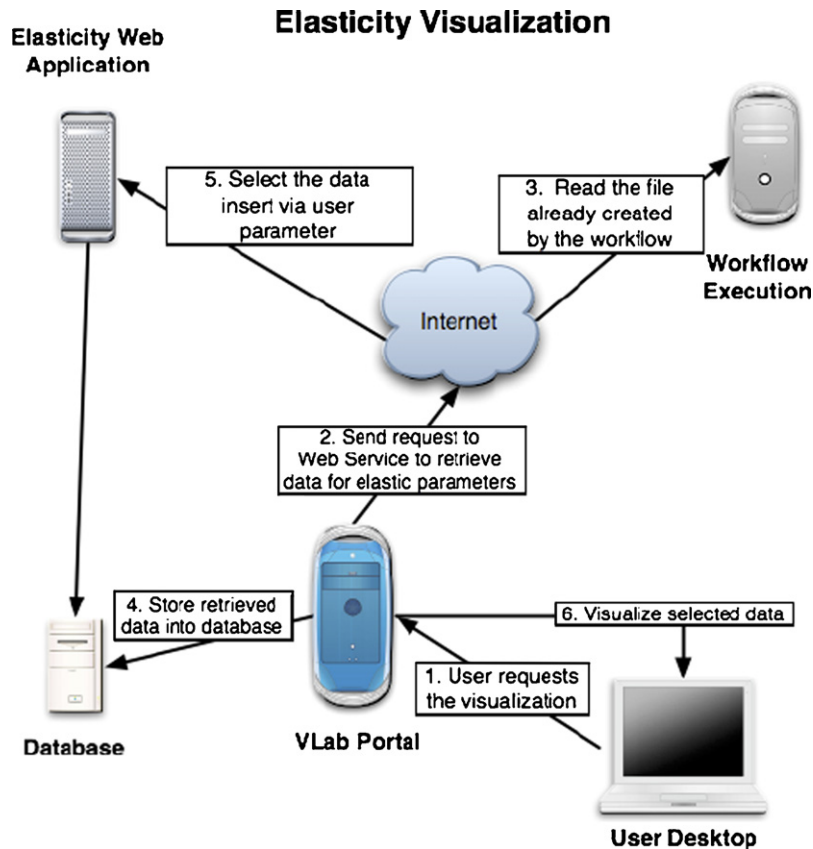 Elasticity Visualization
Elasticity Web
Application
5. Select the data
insert via user
parameter
3. Read the file
already created
by the workflow
Workflow
Execution
Internet
2. Send request to
Web Service to retrieve
data for elastic parameters
4. Store retrieved
data into database
6. Visualize selected data
1. User requests
the visualization
Database
VLab Portal
User Desktop